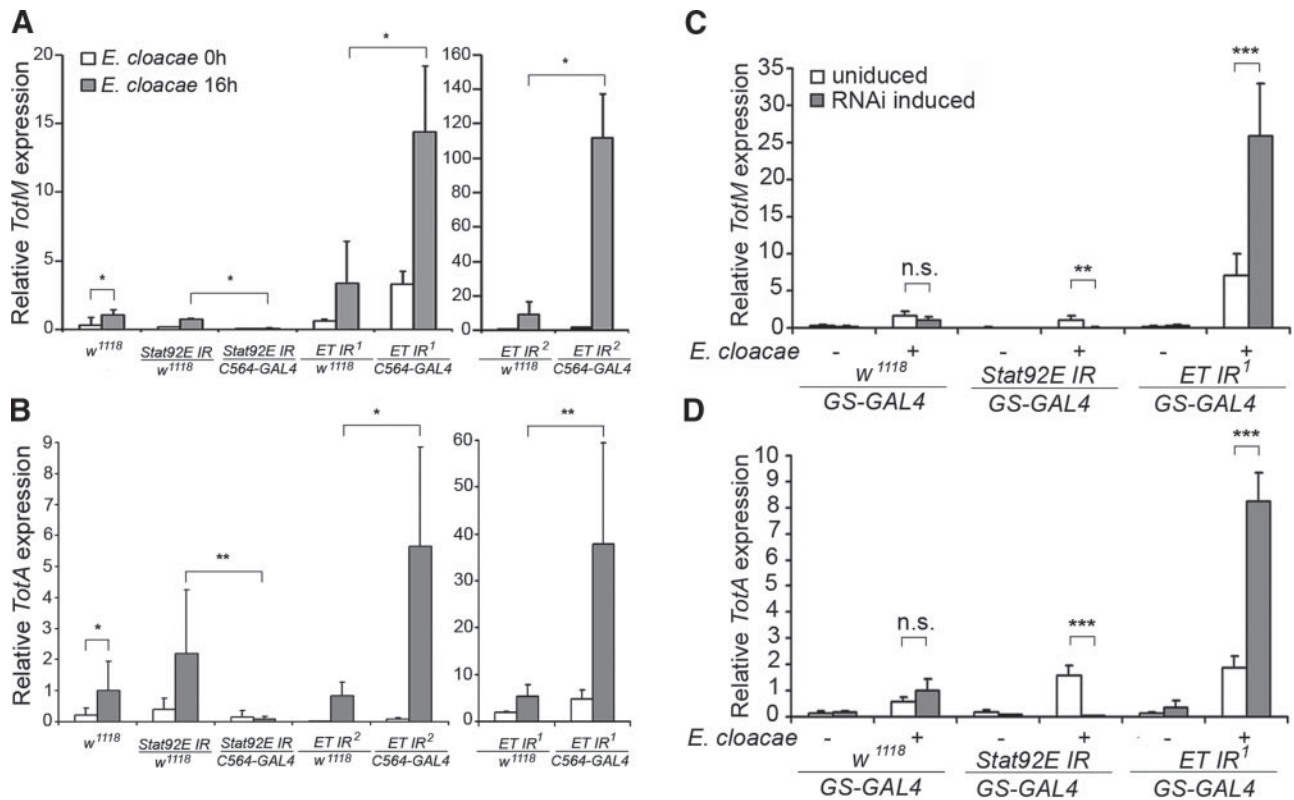 A
E. cloacae 0h
E. cloacae 16h
Relative TotM expression
20
15
10
5
0
*
*
*
w1118
Stat92E IR
w1118
Stat92E IR
C564-GAL4
ET IR1
w1118
ET IR1
C564-GAL4
160
140
120
100
80
60
40
20
0
*
ET IR2
w1118
ET IR2
C564-GAL4
B
Relative TotA expression
9
8
7
6
5
4
3
2
1
0
*
**
*
w1118
Stat92E IR
w1118
Stat92E IR
C564-GAL4
ET IR2
w1118
ET IR2
C564-GAL4
60
50
40
30
20
10
0
**
ET IR1
w1118
ET IR1
C564-GAL4
C
uniduced
RNAi induced
Relative TotM expression
35
30
25
20
15
10
5
0
n.s.
**
***
E. cloacae - + - + - +
w1118
GS-GAL4
Stat92E IR
GS-GAL4
ET IR1
GS-GAL4
D
Relative TotA expression
10
9
8
7
6
5
4
3
2
1
0
n.s.
***
***
E. cloacae - + - + - +
w1118
GS-GAL4
Stat92E IR
GS-GAL4
ET IR1
GS-GAL4